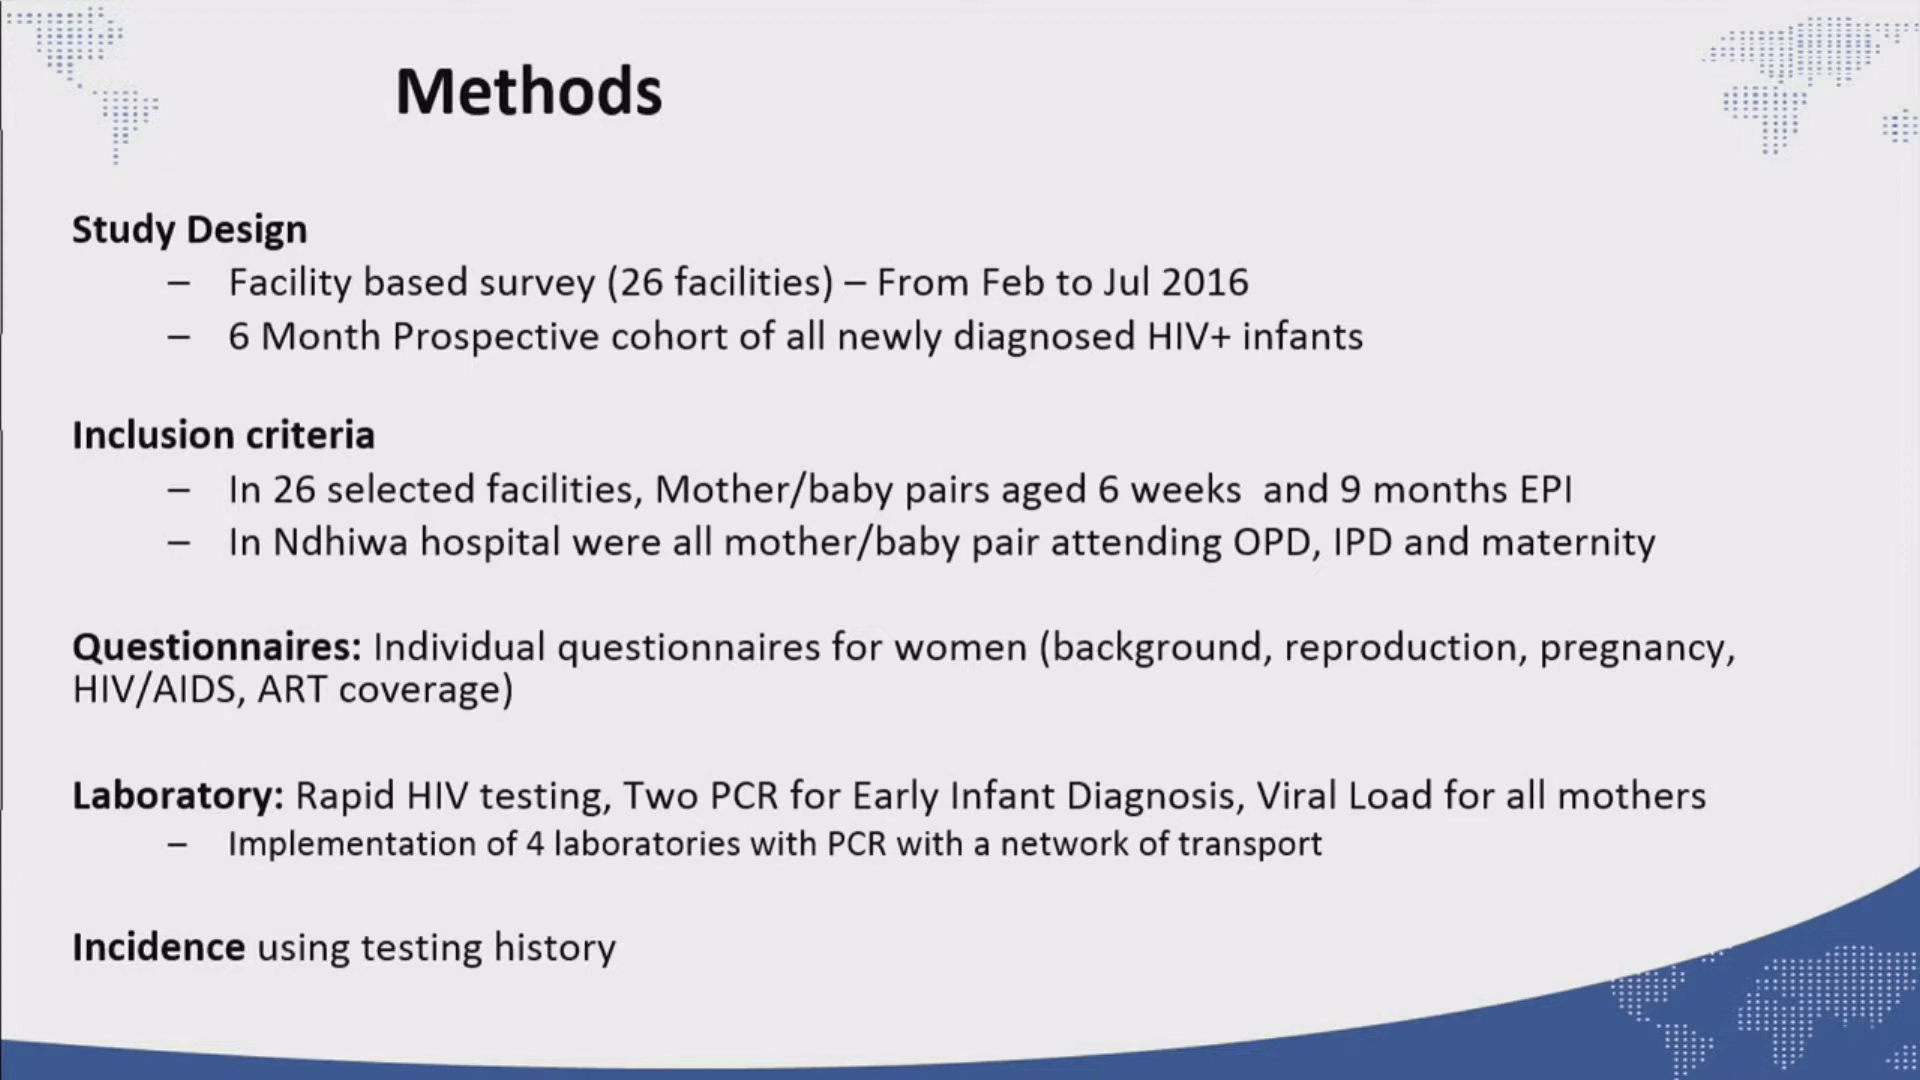 Methods
Study Design
– Facility based survey (26 facilities) – From Feb to Jul 2016
– 6 Month Prospective cohort of all newly diagnosed HIV+ infants
Inclusion criteria
– In 26 selected facilities, Mother/baby pairs aged 6 weeks  and 9 months EPI
– In Ndhiwa hospital were all mother/baby pair attending OPD, IPD and maternity
Questionnaires: Individual questionnaires for women (background, reproduction, pregnancy,
HIV/AIDS, ART coverage)
Laboratory: Rapid HIV testing, Two PCR for Early Infant Diagnosis, Viral Load for all mothers
– Implementation of 4 laboratories with PCR with a network of transport
Incidence using testing history